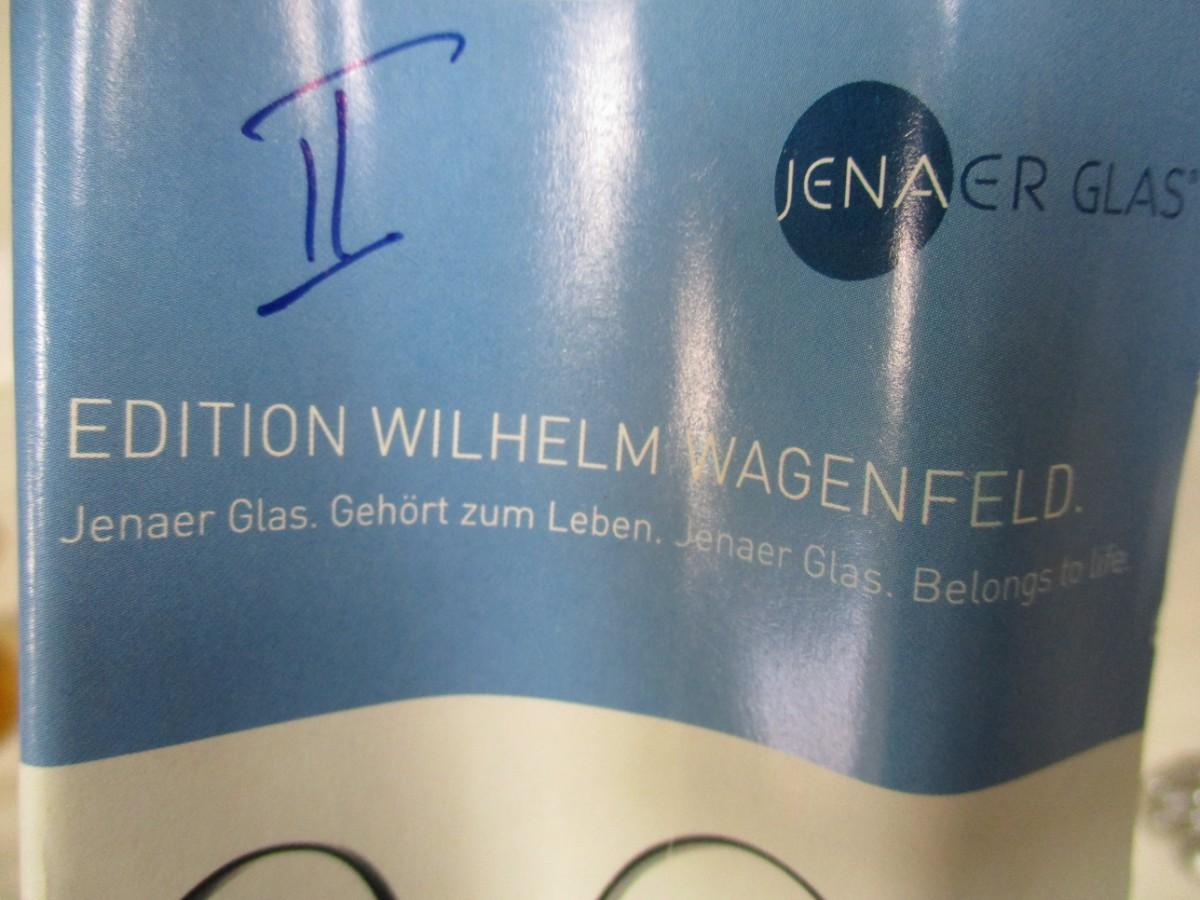 II
JENAER GLAS®
EDITION WILHELM WAGENFELD.
Jenaer Glas. Gehört zum Leben. Jenaer Glas. Belongs to life.